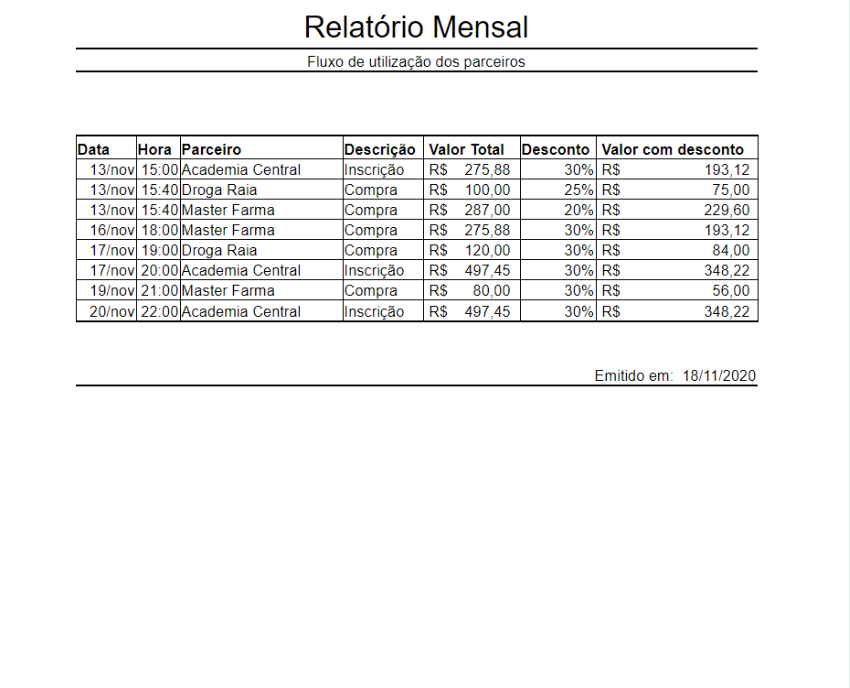 Relatório Mensal
Fluxo de utilização dos parceiros
Data Hora Parceiro Descrição Valor Total Desconto Valor com desconto
13/nov 15:00 Academia Central Inscrição R$ 275,88 30% R$ 193,12
13/nov 15:40 Droga Raia Compra R$ 100,00 25% R$ 75,00
13/nov 15:40 Master Farma Compra R$ 287,00 20% R$ 229,60
16/nov 18:00 Master Farma Compra R$ 275,88 30% R$ 193,12
17/nov 19:00 Droga Raia Compra R$ 120,00 30% R$ 84,00
17/nov 20:00 Academia Central Inscrição R$ 497,45 30% R$ 348,22
19/nov 21:00 Master Farma Compra R$ 80,00 30% R$ 56,00
20/nov 22:00 Academia Central Inscrição R$ 497,45 30% R$ 348,22
Emitido em: 18/11/2020